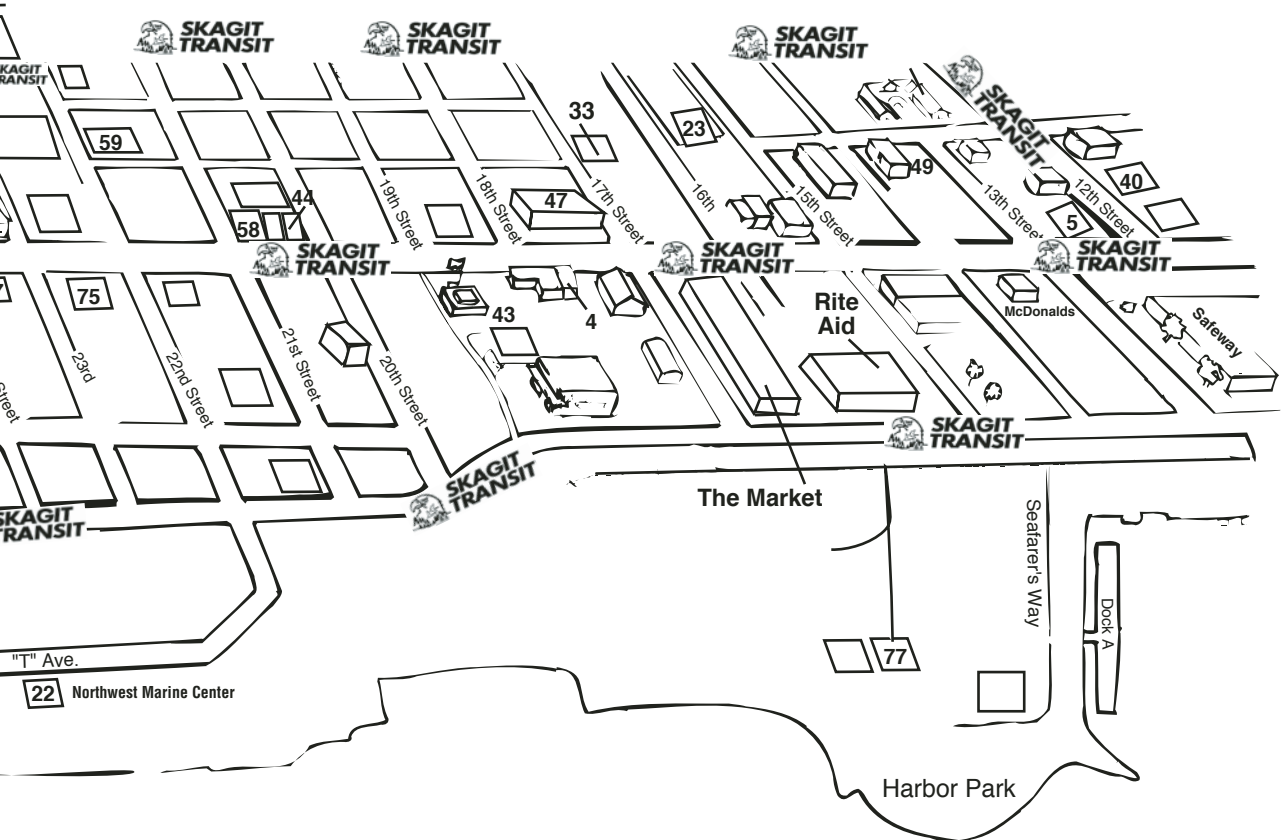 SKAGIT
TRANSIT
SKAGIT
TRANSIT
SKAGIT
TRANSIT
SKAGIT
TRANSIT
SKAGIT
TRANSIT
33
23
59
49
40
44
19th Street
18th Street
47
17th Street
16th
15th Street
13th Street
12th Street
58
5
SKAGIT
TRANSIT
SKAGIT
TRANSIT
SKAGIT
TRANSIT
75
43
4
Rite
Aid
McDonalds
Safeway
Street
23rd
22nd Street
21st Street
20th Street
SKAGIT
TRANSIT
SKAGIT
TRANSIT
The Market
SKAGIT
TRANSIT
Seafarer's Way
Dock A
77
"T" Ave.
22
Northwest Marine Center
Harbor Park